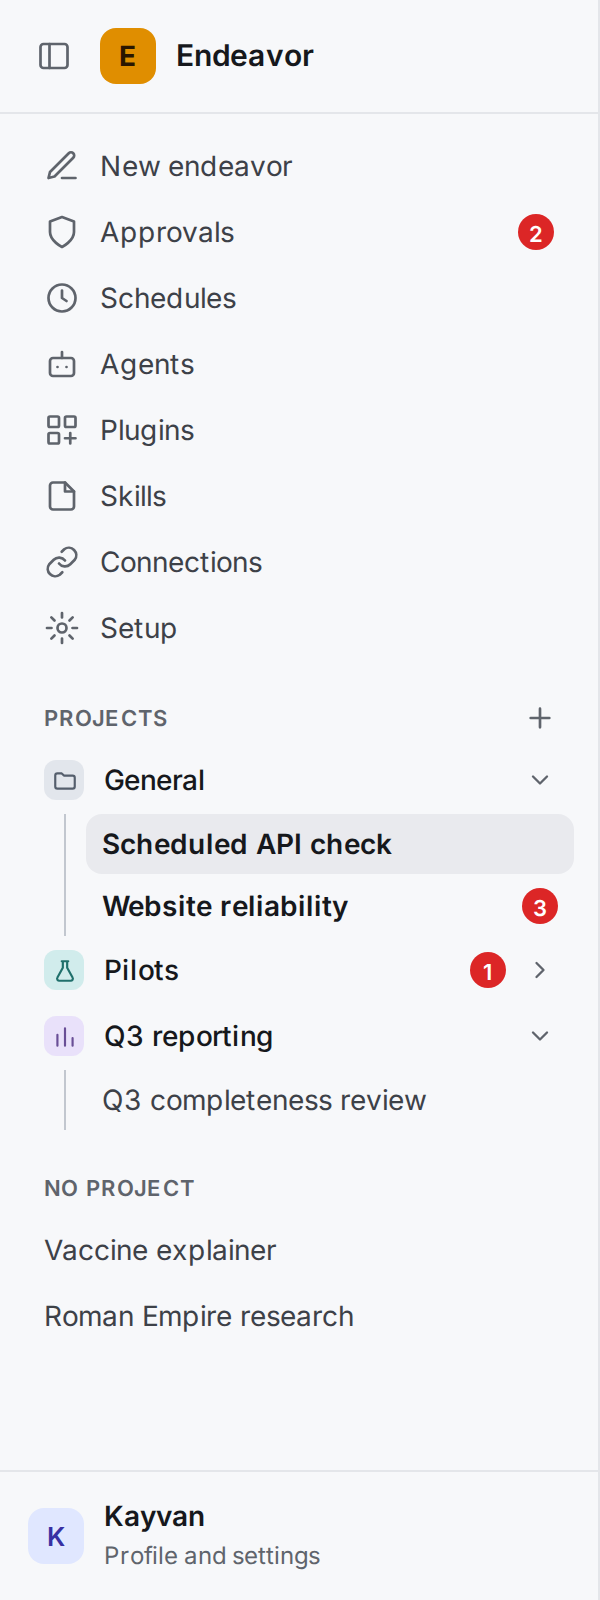 E Endeavor
New endeavor
Approvals 2
Schedules
Agents
Plugins
Skills
Connections
Setup
PROJECTS
General
Scheduled API check
Website reliability 3
Pilots 1
Q3 reporting
Q3 completeness review
NO PROJECT
Vaccine explainer
Roman Empire research
K Kayvan
Profile and settings